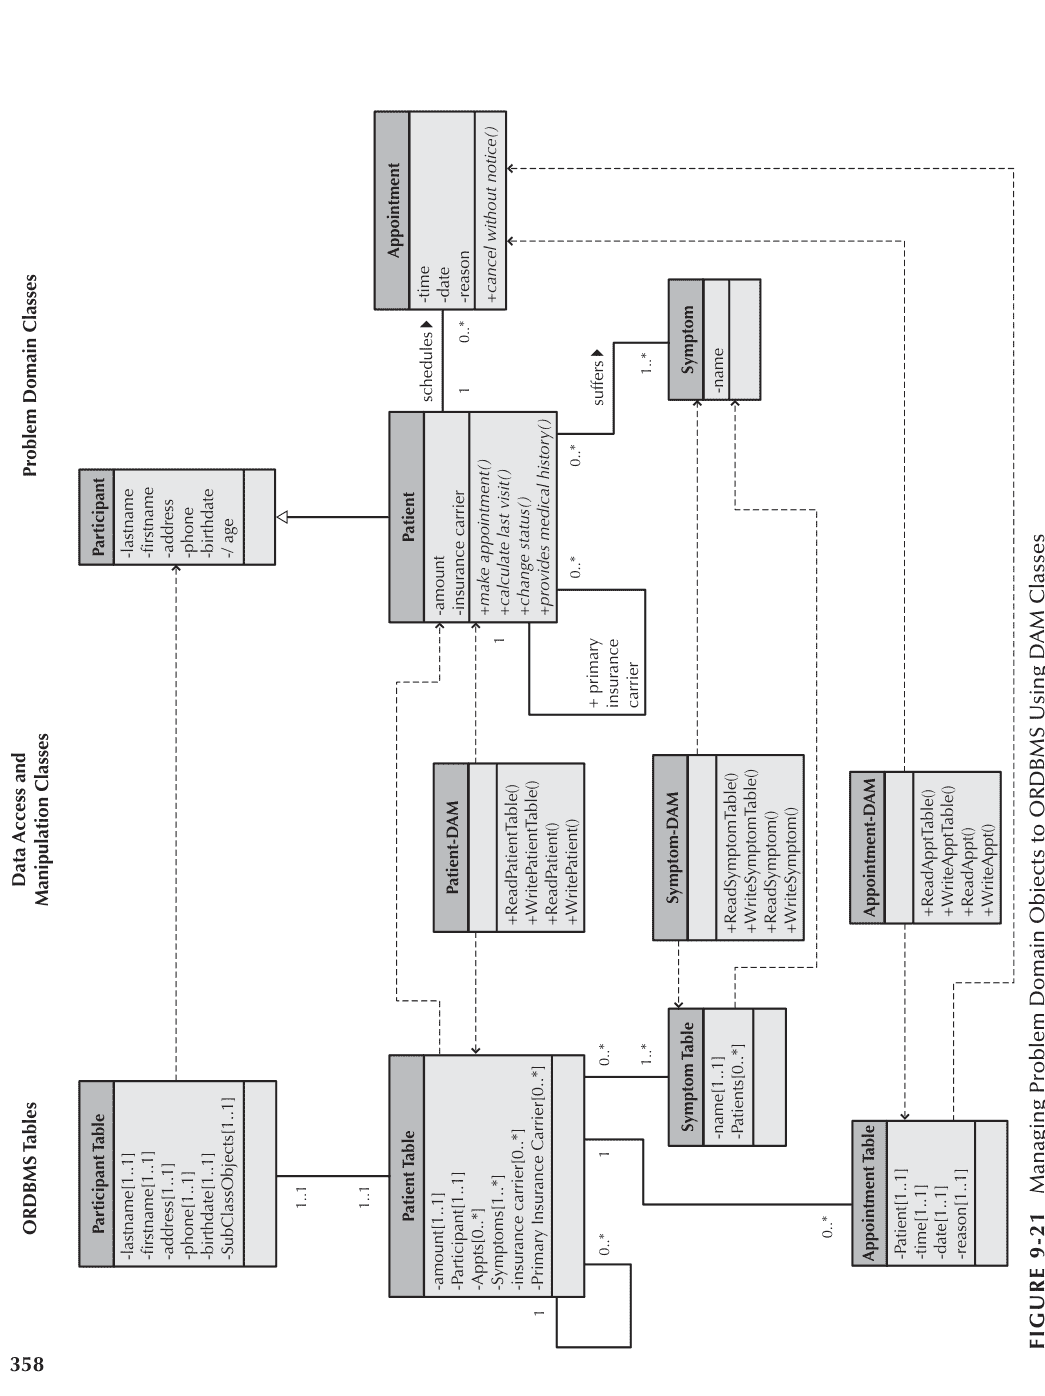 358
ORDBMS Tables
Data Access and
Manipulation Classes
Problem Domain Classes
Participant Table
-lastname[1..1]
-firstname[1..1]
-address[1..1]
-phone[1..1]
-birthdate[1..1]
-SubClassObjects[1..1]
1..1
1..1
Participant
-lastname
-firstname
-address
-phone
-birthdate
-/ age
Patient Table
-amount[1..1]
-Participant[1..1]
-Appts[0..*]
-Symptoms[1..*]
-insurance carrier[0..*]
-Primary Insurance Carrier[0..*]
1
0..*
Patient-DAM
+ReadPatientTable()
+WritePatientTable()
+ReadPatient()
+WritePatient()
Patient
-amount
-insurance carrier
+make appointment()
+calculate last visit()
+change status()
+provides medical history()
1
0..*
+ primary
insurance
carrier
schedules
1
0..*
Appointment
-time
-date
-reason
+cancel without notice()
0..*
1..*
Symptom Table
-name[1..1]
-Patients[0..*]
Symptom-DAM
+ReadSymptomTable()
+WriteSymptomTable()
+ReadSymptom()
+WriteSymptom()
0..*
suffers
1..*
Symptom
-name
1
0..*
Appointment Table
-Patient[1..1]
-time[1..1]
-date[1..1]
-reason[1..1]
Appointment-DAM
+ReadApptTable()
+WriteApptTable()
+ReadAppt()
+WriteAppt()
FIGURE 9-21 Managing Problem Domain Objects to ORDBMS Using DAM Classes